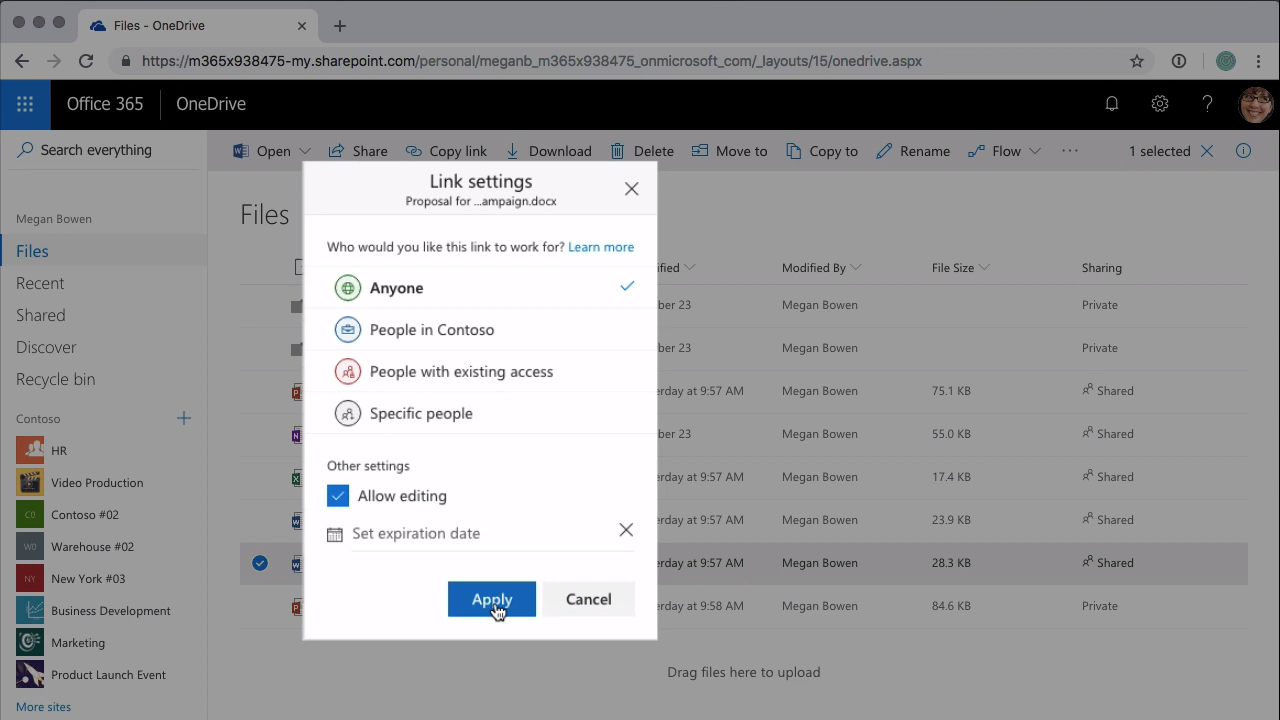 Files - OneDrive
https://m365x938475-my.sharepoint.com/personal/meganb_m365x938475_onmicrosoft_com/_layouts/15/onedrive.aspx
Office 365 OneDrive
Search everything
Open Share Copy link Download Delete Move to Copy to Rename Flow ··· 1 selected
Megan Bowen
Files
Recent
Shared
Discover
Recycle bin
Contoso
HR
Video Production
CO Contoso #02
W0 Warehouse #02
NY New York #03
Business Development
Marketing
Product Launch Event
More sites
Files
Link settings
Proposal for ...ampaign.docx
Who would you like this link to work for? Learn more
Anyone
People in Contoso
People with existing access
Specific people
Other settings
Allow editing
Set expiration date
Apply Cancel
ified Modified By File Size Sharing
ber 23 Megan Bowen Private
ber 23 Megan Bowen Private
erday at 9:57 AM Megan Bowen 75.1 KB Shared
ber 23 Megan Bowen 55.0 KB Shared
erday at 9:57 AM Megan Bowen 17.4 KB Shared
erday at 9:57 AM Megan Bowen 23.9 KB Shared
erday at 9:57 AM Megan Bowen 28.3 KB Shared
erday at 9:58 AM Megan Bowen 84.6 KB Private
Drag files here to upload